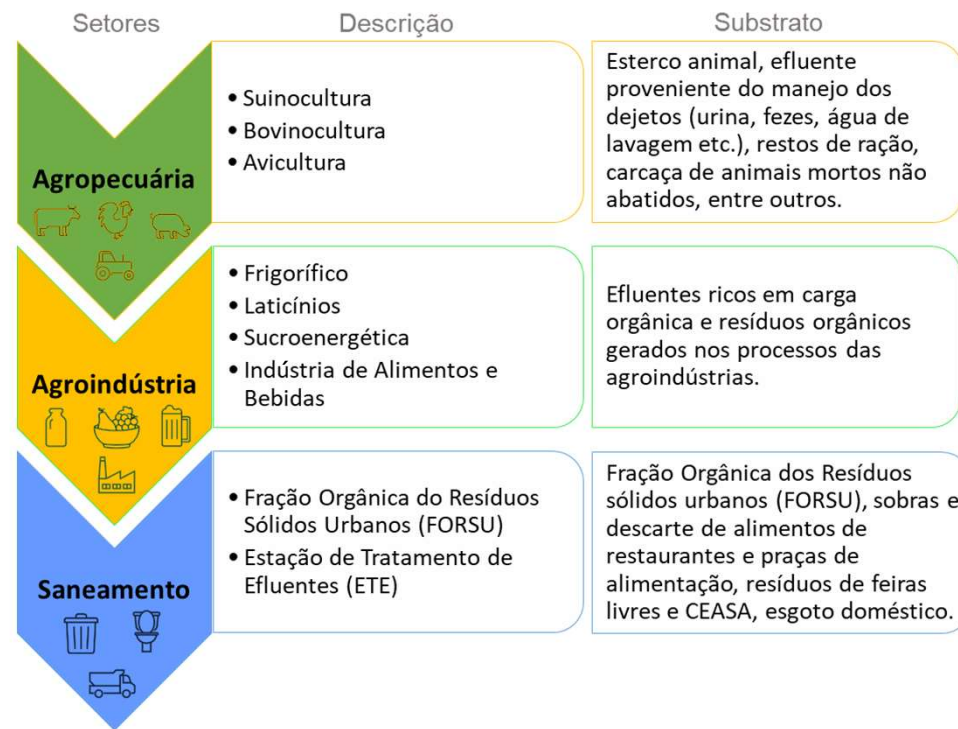 Setores
Descrição
Substrato
Agropecuária
• Suinocultura
• Bovinocultura
• Avicultura
Esterco animal, efluente
proveniente do manejo dos
dejetos (urina, fezes, água de
lavagem etc.), restos de ração,
carcaça de animais mortos não
abatidos, entre outros.
Agroindústria
• Frigorífico
• Laticínios
• Sucroenergética
• Indústria de Alimentos e
Bebidas
Efluentes ricos em carga
orgânica e resíduos orgânicos
gerados nos processos das
agroindústrias.
Saneamento
• Fração Orgânica do Resíduos
Sólidos Urbanos (FORSU)
• Estação de Tratamento de
Efluentes (ETE)
Fração Orgânica dos Resíduos
sólidos urbanos (FORSU), sobras e
descarte de alimentos de
restaurantes e praças de
alimentação, resíduos de feiras
livres e CEASA, esgoto doméstico.